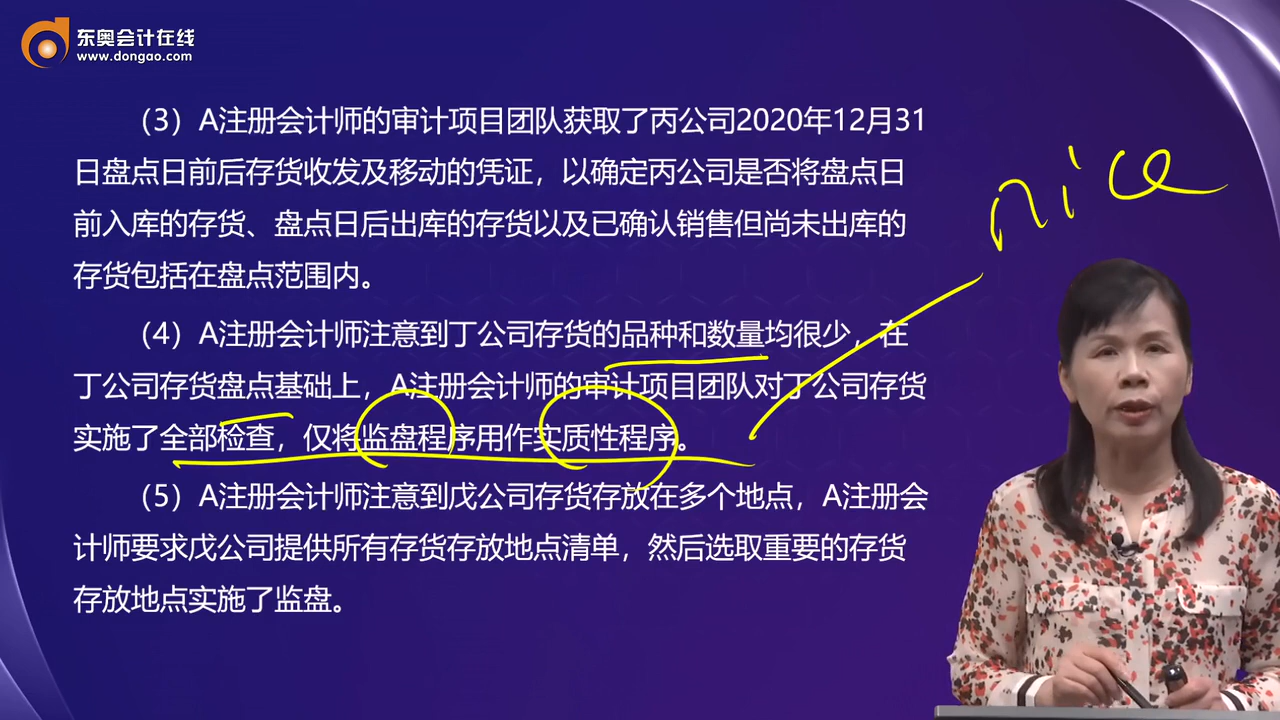 东奥会计在线
www.dongao.com
（3）A注册会计师的审计项目团队获取了丙公司2020年12月31
日盘点日前后存货收发及移动的凭证，以确定丙公司是否将盘点日
前入库的存货、盘点日后出库的存货以及已确认销售但尚未出库的
存货包括在盘点范围内。
nice
（4）A注册会计师注意到丁公司存货的品种和数量均很少，在
丁公司存货盘点基础上，A注册会计师的审计项目团队对丁公司存货
实施了全部检查，仅将监盘程序用作实质性程序。
（5）A注册会计师注意到戊公司存货存放在多个地点，A注册会
计师要求戊公司提供所有存货存放地点清单，然后选取重要的存货
存放地点实施了监盘。